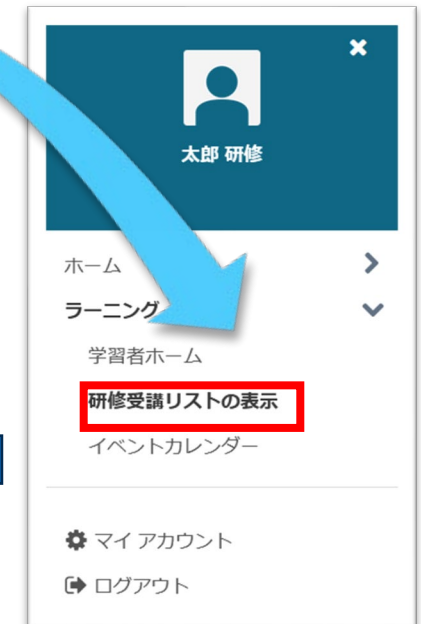 太郎 研修
ホーム
ラーニング
学習者ホーム
研修受講リストの表示
イベントカレンダー
マイ アカウント
ログアウト